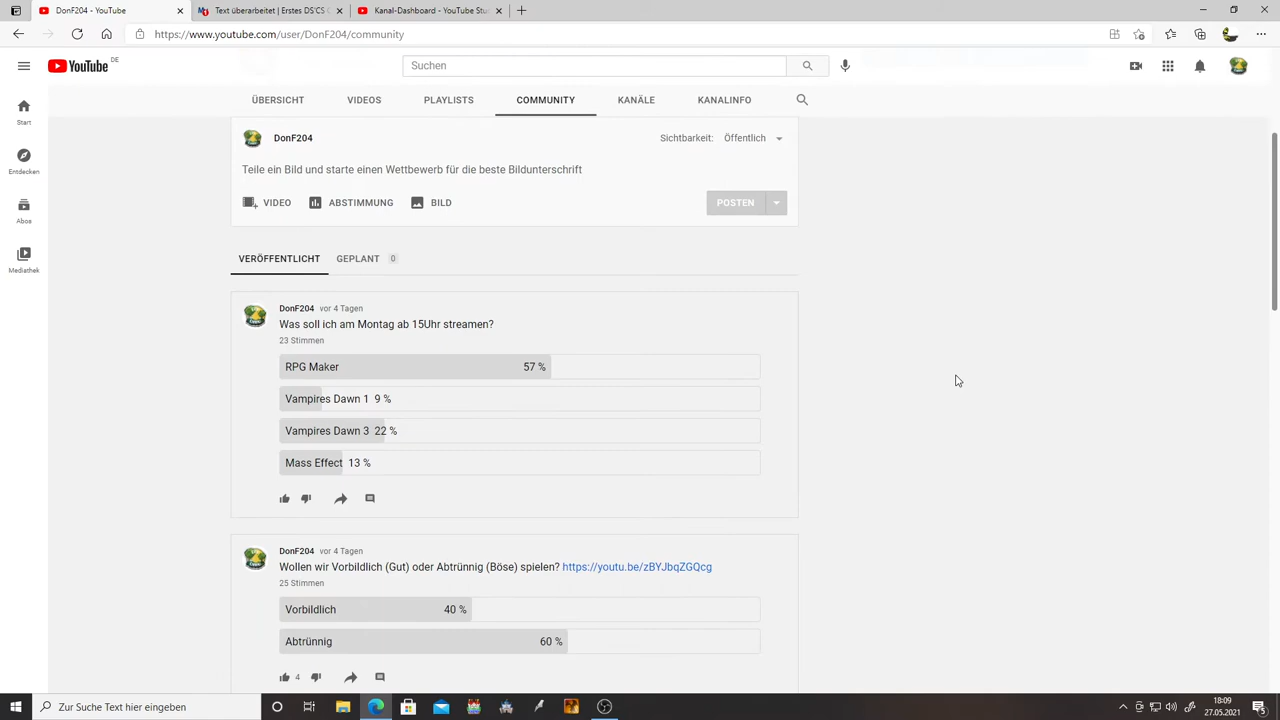 DonF204 - YouTube
Text überarbeitet | Erstes DS'CS C
Kanal-Dashboard - YouTube Stu
https://www.youtube.com/user/DonF204/community
YouTube DE
Suchen
ÜBERSICHT VIDEOS PLAYLISTS COMMUNITY KANÄLE KANALINFO
Start
Entdecken
Abos
Mediathek
DonF204
Sichtbarkeit: Öffentlich
Teile ein Bild und starte einen Wettbewerb für die beste Bildunterschrift
VIDEO ABSTIMMUNG BILD
POSTEN
VERÖFFENTLICHT GEPLANT 0
DonF204 vor 4 Tagen
Was soll ich am Montag ab 15Uhr streamen?
23 Stimmen
RPG Maker 57 %
Vampires Dawn 1 9 %
Vampires Dawn 3 22 %
Mass Effect 13 %
DonF204 vor 4 Tagen
Wollen wir Vorbildlich (Gut) oder Abtrünnig (Böse) spielen? https://youtu.be/zBYJbqZGQcg
25 Stimmen
Vorbildlich 40 %
Abtrünnig 60 %
4
Zur Suche Text hier eingeben
18:09
27.05.2021